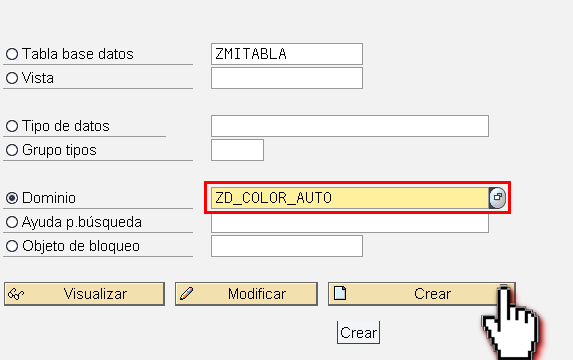 Tabla base datos ZMITABLA
Vista
Tipo de datos
Grupo tipos
Dominio ZD_COLOR_AUTO
Ayuda p.búsqueda
Objeto de bloqueo
Visualizar Modificar Crear
Crear